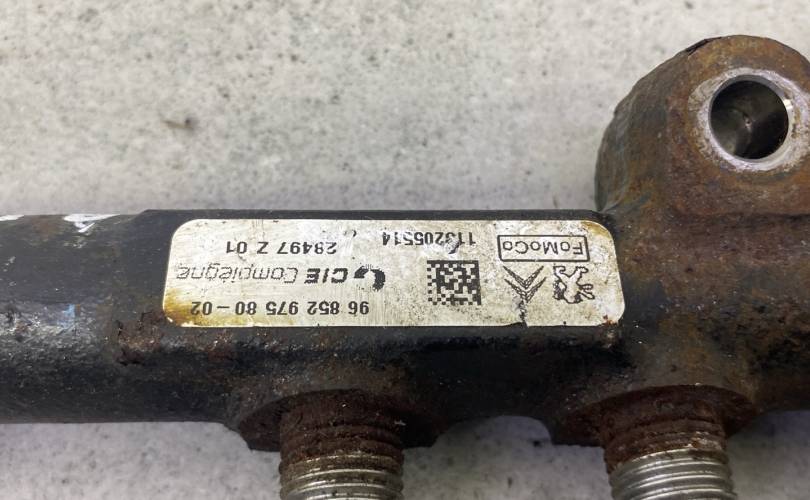 96 852 975 80 - 02
CIE Compiègne
28497 Z 01
113205514
FoMoCo